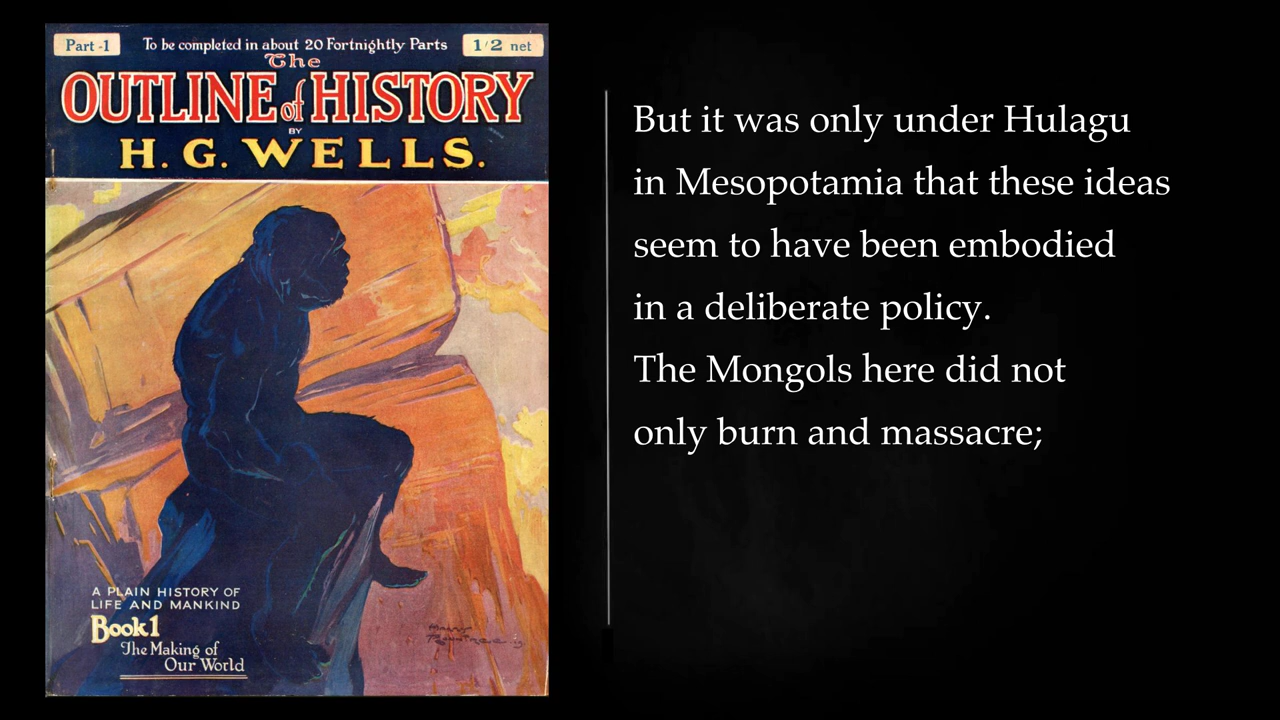 Part -1
To be completed in about 20 Fortnightly Parts
1/2 net
The
OUTLINE of HISTORY
BY
H. G. WELLS.
A PLAIN HISTORY OF
LIFE AND MANKIND
Book 1
The Making of
Our World
But it was only under Hulagu
in Mesopotamia that these ideas
seem to have been embodied
in a deliberate policy.
The Mongols here did not
only burn and massacre;